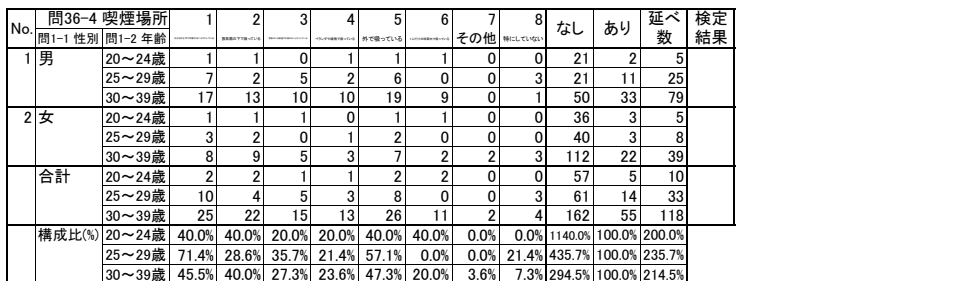 No. 問36-4 喫煙場所 1 2 3 4 5 6 7 8 なし あり 延べ数 検定結果
問1-1 性別 問1-2 年齢 外で吸っている その他 特にしていない
1 男 20～24歳 1 1 0 1 1 1 0 0 21 2 5
25～29歳 7 2 5 2 6 0 0 3 21 11 25
30～39歳 17 13 10 10 19 9 0 1 50 33 79
2 女 20～24歳 1 1 1 0 1 1 0 0 36 3 5
25～29歳 3 2 0 1 2 0 0 0 40 3 8
30～39歳 8 9 5 3 7 2 2 3 112 22 39
合計 20～24歳 2 2 1 1 2 2 0 0 57 5 10
25～29歳 10 4 5 3 8 0 0 3 61 14 33
30～39歳 25 22 15 13 26 11 2 4 162 55 118
構成比(%) 20～24歳 40.0% 40.0% 20.0% 20.0% 40.0% 40.0% 0.0% 0.0% 1140.0% 100.0% 200.0%
25～29歳 71.4% 28.6% 35.7% 21.4% 57.1% 0.0% 0.0% 21.4% 435.7% 100.0% 235.7%
30～39歳 45.5% 40.0% 27.3% 23.6% 47.3% 20.0% 3.6% 7.3% 294.5% 100.0% 214.5%